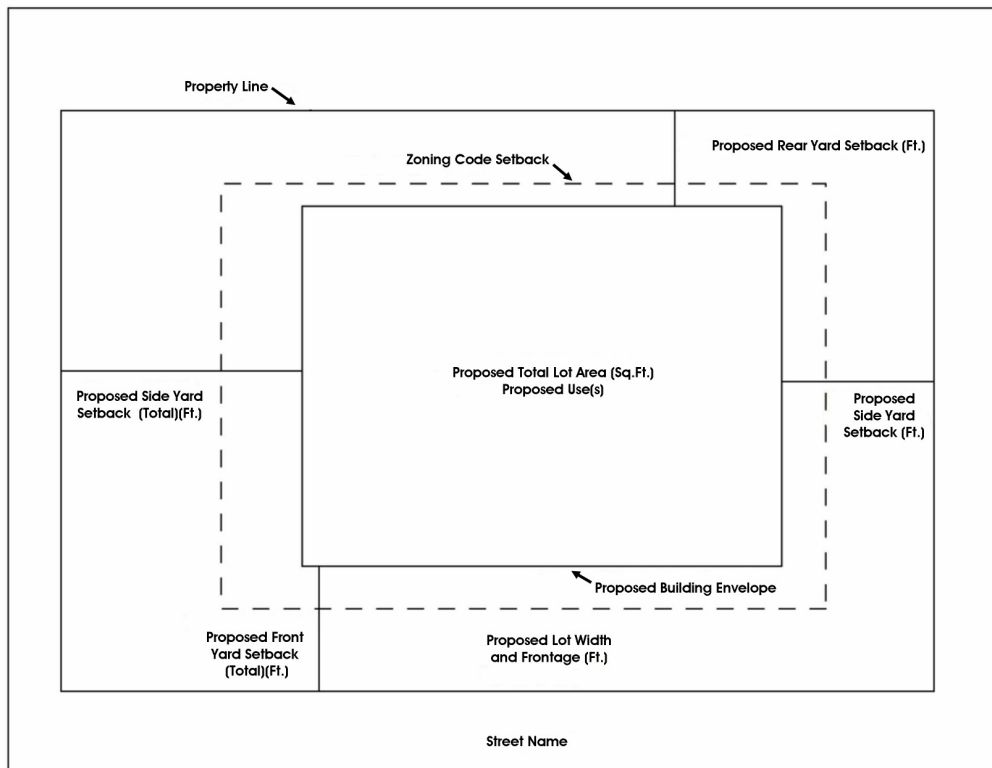 Property Line
Proposed Rear Yard Setback (Ft.)
Zoning Code Setback
Proposed Total Lot Area (Sq.Ft.)
Proposed Use(s)
Proposed Side Yard
Setback (Total)(Ft.)
Proposed
Side Yard
Setback (Ft.)
Proposed Building Envelope
Proposed Front
Yard Setback
(Total)(Ft.)
Proposed Lot Width
and Frontage (Ft.)
Street Name